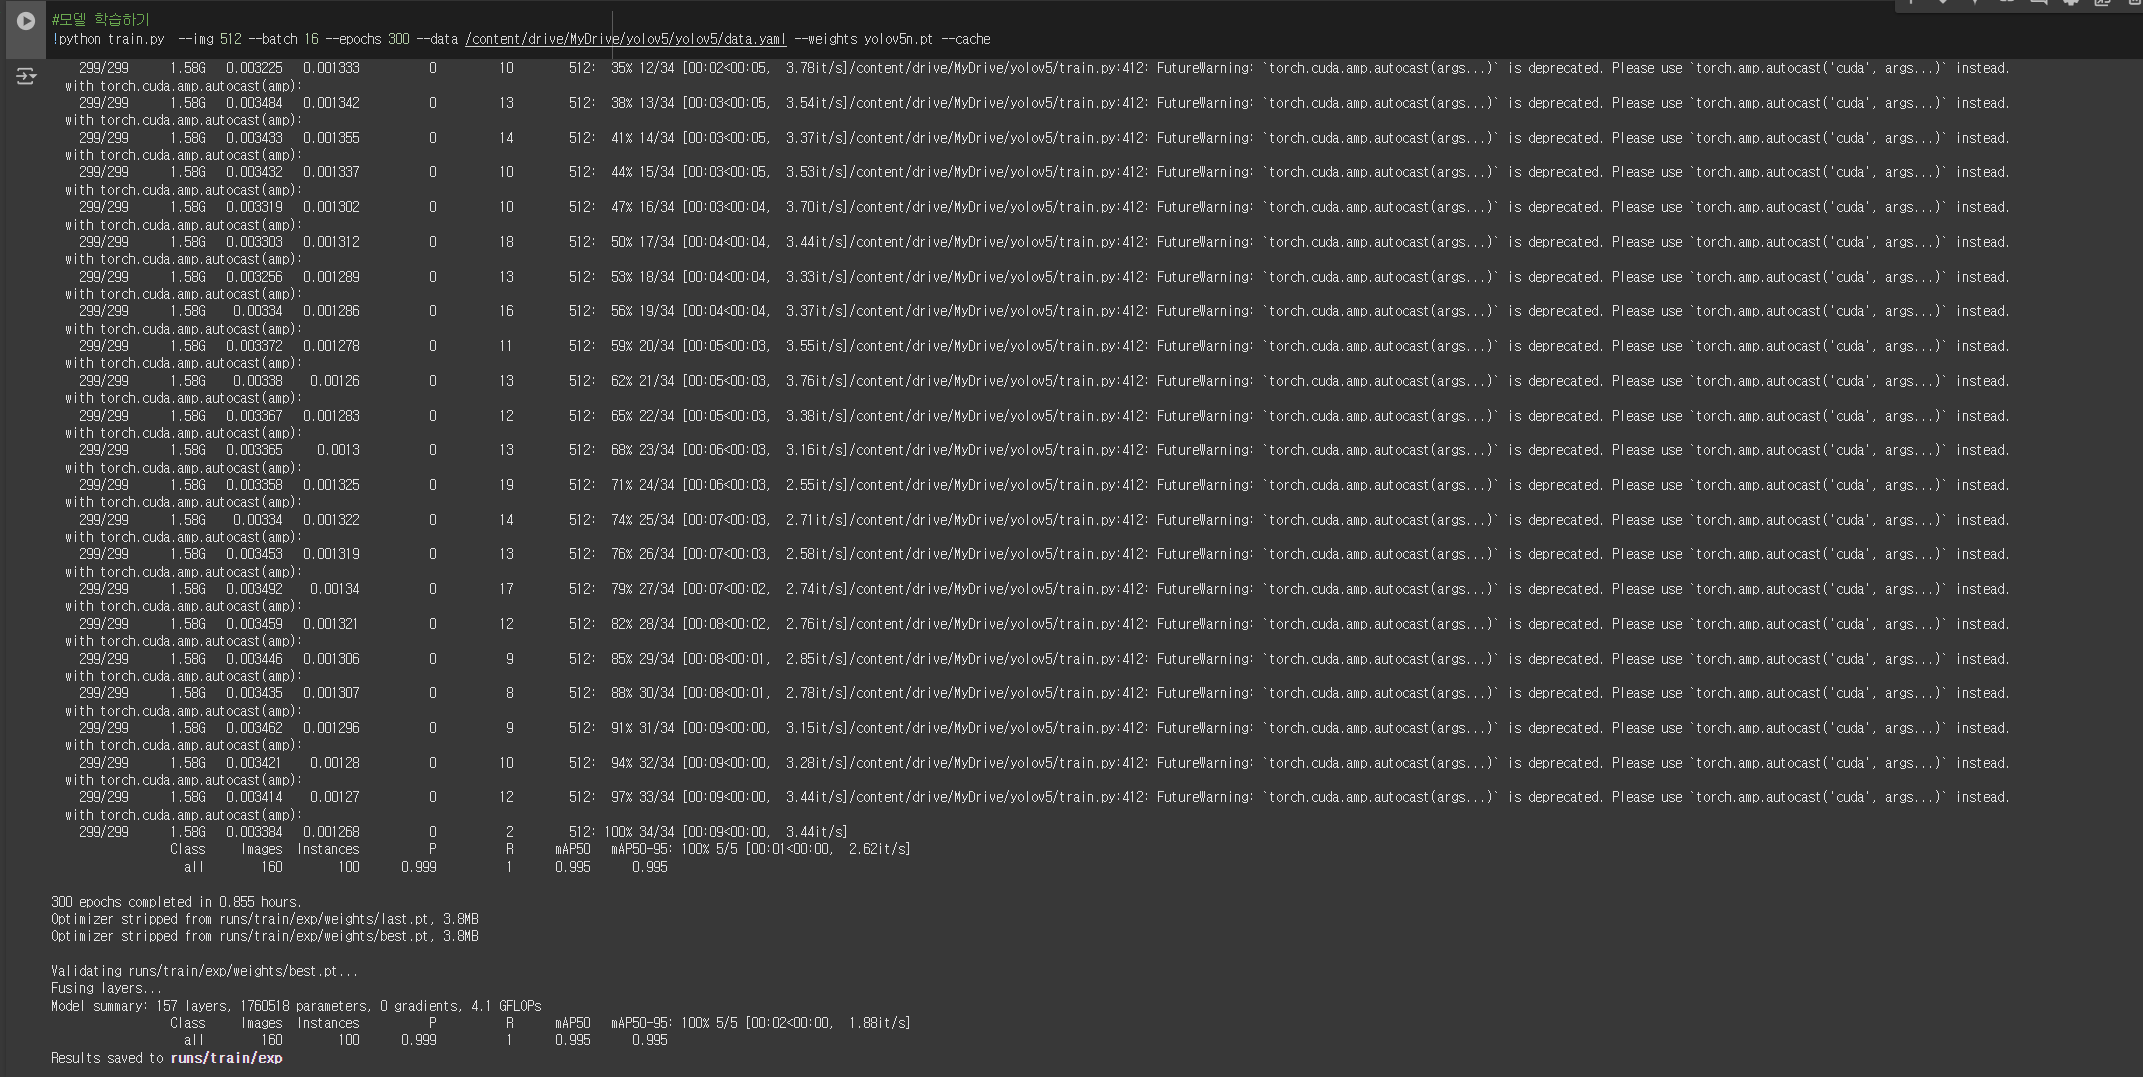 #모델 학습하기
!python train.py --img 512 --batch 16 --epochs 300 --data /content/drive/MyDrive/yolov5/yolov5/data.yaml --weights yolov5n.pt --cache
299/299 1.58G 0.003225 0.001333 0 10 512: 35% 12/34 [00:02<00:05, 3.78it/s]/content/drive/MyDrive/yolov5/train.py:412: FutureWarning: `torch.cuda.amp.autocast(args...)` is deprecated. Please use `torch.amp.autocast('cuda', args...)` instead.
with torch.cuda.amp.autocast(amp):
299/299 1.58G 0.003484 0.001342 0 13 512: 38% 13/34 [00:03<00:05, 3.54it/s]/content/drive/MyDrive/yolov5/train.py:412: FutureWarning: `torch.cuda.amp.autocast(args...)` is deprecated. Please use `torch.amp.autocast('cuda', args...)` instead.
with torch.cuda.amp.autocast(amp):
299/299 1.58G 0.003433 0.001355 0 14 512: 41% 14/34 [00:03<00:05, 3.37it/s]/content/drive/MyDrive/yolov5/train.py:412: FutureWarning: `torch.cuda.amp.autocast(args...)` is deprecated. Please use `torch.amp.autocast('cuda', args...)` instead.
with torch.cuda.amp.autocast(amp):
299/299 1.58G 0.003432 0.001337 0 10 512: 44% 15/34 [00:03<00:05, 3.53it/s]/content/drive/MyDrive/yolov5/train.py:412: FutureWarning: `torch.cuda.amp.autocast(args...)` is deprecated. Please use `torch.amp.autocast('cuda', args...)` instead.
with torch.cuda.amp.autocast(amp):
299/299 1.58G 0.003319 0.001302 0 10 512: 47% 16/34 [00:03<00:04, 3.70it/s]/content/drive/MyDrive/yolov5/train.py:412: FutureWarning: `torch.cuda.amp.autocast(args...)` is deprecated. Please use `torch.amp.autocast('cuda', args...)` instead.
with torch.cuda.amp.autocast(amp):
299/299 1.58G 0.003303 0.001312 0 18 512: 50% 17/34 [00:04<00:04, 3.44it/s]/content/drive/MyDrive/yolov5/train.py:412: FutureWarning: `torch.cuda.amp.autocast(args...)` is deprecated. Please use `torch.amp.autocast('cuda', args...)` instead.
with torch.cuda.amp.autocast(amp):
299/299 1.58G 0.003256 0.001289 0 13 512: 53% 18/34 [00:04<00:04, 3.33it/s]/content/drive/MyDrive/yolov5/train.py:412: FutureWarning: `torch.cuda.amp.autocast(args...)` is deprecated. Please use `torch.amp.autocast('cuda', args...)` instead.
with torch.cuda.amp.autocast(amp):
299/299 1.58G 0.00334 0.001286 0 16 512: 56% 19/34 [00:04<00:04, 3.37it/s]/content/drive/MyDrive/yolov5/train.py:412: FutureWarning: `torch.cuda.amp.autocast(args...)` is deprecated. Please use `torch.amp.autocast('cuda', args...)` instead.
with torch.cuda.amp.autocast(amp):
299/299 1.58G 0.003372 0.001278 0 11 512: 59% 20/34 [00:05<00:03, 3.55it/s]/content/drive/MyDrive/yolov5/train.py:412: FutureWarning: `torch.cuda.amp.autocast(args...)` is deprecated. Please use `torch.amp.autocast('cuda', args...)` instead.
with torch.cuda.amp.autocast(amp):
299/299 1.58G 0.00338 0.00126 0 13 512: 62% 21/34 [00:05<00:03, 3.76it/s]/content/drive/MyDrive/yolov5/train.py:412: FutureWarning: `torch.cuda.amp.autocast(args...)` is deprecated. Please use `torch.amp.autocast('cuda', args...)` instead.
with torch.cuda.amp.autocast(amp):
299/299 1.58G 0.003367 0.001283 0 12 512: 65% 22/34 [00:05<00:03, 3.38it/s]/content/drive/MyDrive/yolov5/train.py:412: FutureWarning: `torch.cuda.amp.autocast(args...)` is deprecated. Please use `torch.amp.autocast('cuda', args...)` instead.
with torch.cuda.amp.autocast(amp):
299/299 1.58G 0.003365 0.0013 0 13 512: 68% 23/34 [00:06<00:03, 3.16it/s]/content/drive/MyDrive/yolov5/train.py:412: FutureWarning: `torch.cuda.amp.autocast(args...)` is deprecated. Please use `torch.amp.autocast('cuda', args...)` instead.
with torch.cuda.amp.autocast(amp):
299/299 1.58G 0.003358 0.001325 0 19 512: 71% 24/34 [00:06<00:03, 2.55it/s]/content/drive/MyDrive/yolov5/train.py:412: FutureWarning: `torch.cuda.amp.autocast(args...)` is deprecated. Please use `torch.amp.autocast('cuda', args...)` instead.
with torch.cuda.amp.autocast(amp):
299/299 1.58G 0.00334 0.001322 0 14 512: 74% 25/34 [00:07<00:03, 2.71it/s]/content/drive/MyDrive/yolov5/train.py:412: FutureWarning: `torch.cuda.amp.autocast(args...)` is deprecated. Please use `torch.amp.autocast('cuda', args...)` instead.
with torch.cuda.amp.autocast(amp):
299/299 1.58G 0.003453 0.001319 0 13 512: 76% 26/34 [00:07<00:03, 2.58it/s]/content/drive/MyDrive/yolov5/train.py:412: FutureWarning: `torch.cuda.amp.autocast(args...)` is deprecated. Please use `torch.amp.autocast('cuda', args...)` instead.
with torch.cuda.amp.autocast(amp):
299/299 1.58G 0.003492 0.00134 0 17 512: 79% 27/34 [00:07<00:02, 2.74it/s]/content/drive/MyDrive/yolov5/train.py:412: FutureWarning: `torch.cuda.amp.autocast(args...)` is deprecated. Please use `torch.amp.autocast('cuda', args...)` instead.
with torch.cuda.amp.autocast(amp):
299/299 1.58G 0.003459 0.001321 0 12 512: 82% 28/34 [00:08<00:02, 2.76it/s]/content/drive/MyDrive/yolov5/train.py:412: FutureWarning: `torch.cuda.amp.autocast(args...)` is deprecated. Please use `torch.amp.autocast('cuda', args...)` instead.
with torch.cuda.amp.autocast(amp):
299/299 1.58G 0.003446 0.001306 0 9 512: 85% 29/34 [00:08<00:01, 2.85it/s]/content/drive/MyDrive/yolov5/train.py:412: FutureWarning: `torch.cuda.amp.autocast(args...)` is deprecated. Please use `torch.amp.autocast('cuda', args...)` instead.
with torch.cuda.amp.autocast(amp):
299/299 1.58G 0.003435 0.001307 0 8 512: 88% 30/34 [00:08<00:01, 2.78it/s]/content/drive/MyDrive/yolov5/train.py:412: FutureWarning: `torch.cuda.amp.autocast(args...)` is deprecated. Please use `torch.amp.autocast('cuda', args...)` instead.
with torch.cuda.amp.autocast(amp):
299/299 1.58G 0.003462 0.001296 0 9 512: 91% 31/34 [00:09<00:00, 3.15it/s]/content/drive/MyDrive/yolov5/train.py:412: FutureWarning: `torch.cuda.amp.autocast(args...)` is deprecated. Please use `torch.amp.autocast('cuda', args...)` instead.
with torch.cuda.amp.autocast(amp):
299/299 1.58G 0.003421 0.00128 0 10 512: 94% 32/34 [00:09<00:00, 3.28it/s]/content/drive/MyDrive/yolov5/train.py:412: FutureWarning: `torch.cuda.amp.autocast(args...)` is deprecated. Please use `torch.amp.autocast('cuda', args...)` instead.
with torch.cuda.amp.autocast(amp):
299/299 1.58G 0.003414 0.00127 0 12 512: 97% 33/34 [00:09<00:00, 3.44it/s]/content/drive/MyDrive/yolov5/train.py:412: FutureWarning: `torch.cuda.amp.autocast(args...)` is deprecated. Please use `torch.amp.autocast('cuda', args...)` instead.
with torch.cuda.amp.autocast(amp):
299/299 1.58G 0.003384 0.001268 0 2 512: 100% 34/34 [00:09<00:00, 3.44it/s]
Class Images Instances P R mAP50 mAP50-95: 100% 5/5 [00:01<00:00, 2.62it/s]
all 160 100 0.999 1 0.995 0.995
300 epochs completed in 0.855 hours.
Optimizer stripped from runs/train/exp/weights/last.pt, 3.8MB
Optimizer stripped from runs/train/exp/weights/best.pt, 3.8MB
Validating runs/train/exp/weights/best.pt...
Fusing layers...
Model summary: 157 layers, 1760518 parameters, 0 gradients, 4.1 GFLOPs
Class Images Instances P R mAP50 mAP50-95: 100% 5/5 [00:02<00:00, 1.88it/s]
all 160 100 0.999 1 0.995 0.995
Results saved to runs/train/exp